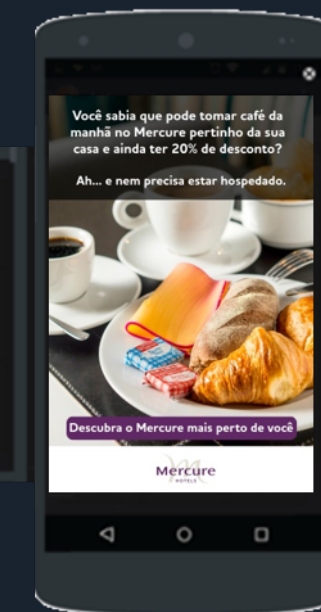 Você sabia que pode tomar café da
manhã no Mercure pertinho da sua
casa e ainda ter 20% de desconto?
Ah... e nem precisa estar hospedado.
Descubra o Mercure mais perto de você
Mercure
HOTELS